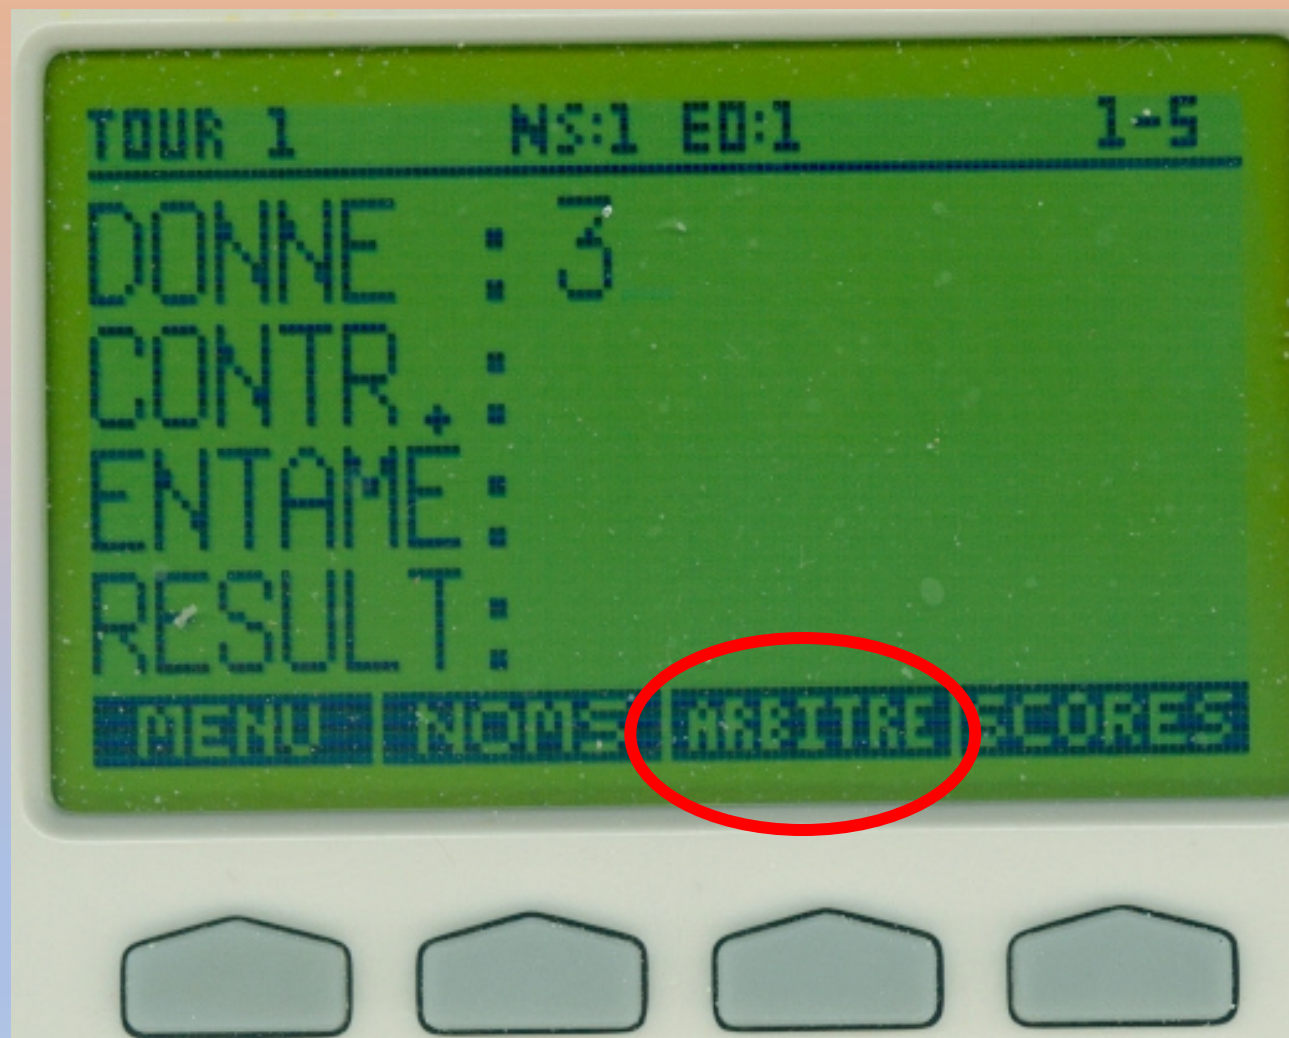 TOUR 1 NS:1 EO:1 1-5
DONNE : 3
CONTR. :
ENTAME :
RESULT :
MENU NOMS ARBITRE SCORES